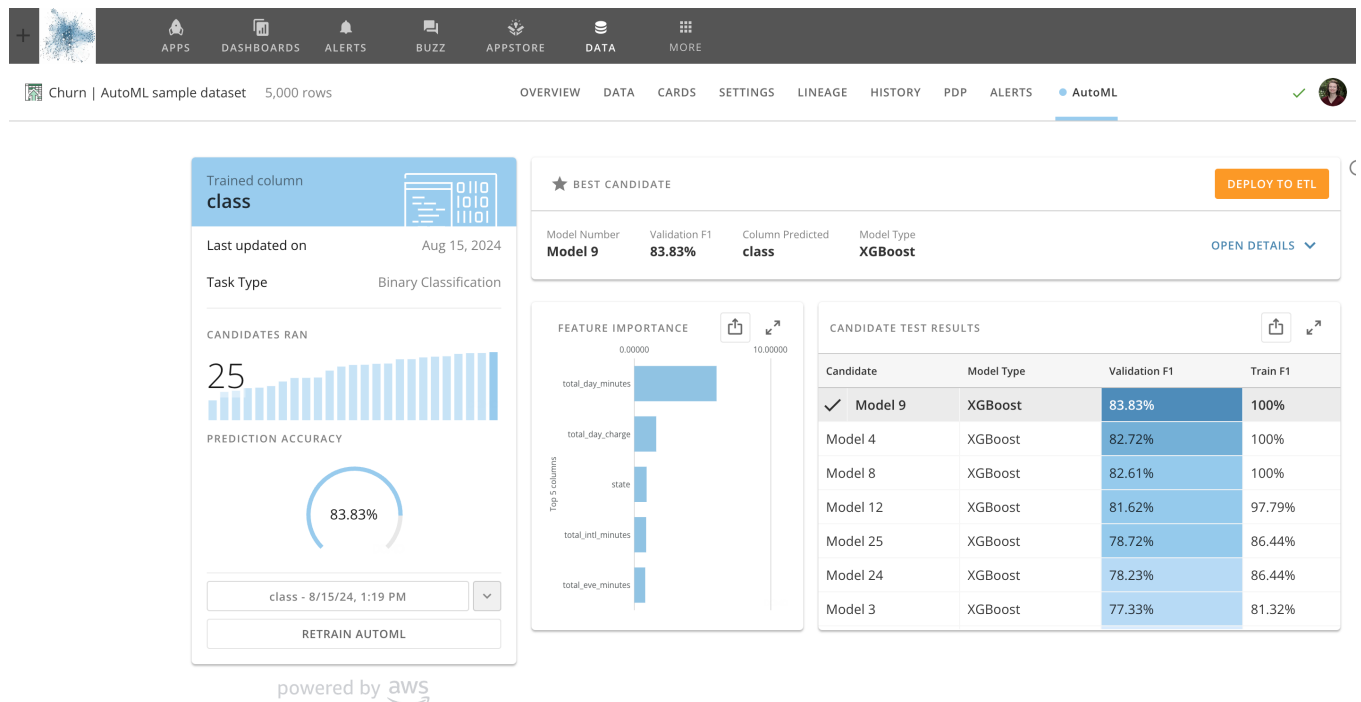 APPS DASHBOARDS ALERTS BUZZ APPSTORE DATA MORE
Churn | AutoML sample dataset 5,000 rows
OVERVIEW DATA CARDS SETTINGS LINEAGE HISTORY PDP ALERTS AutoML
Trained column
class
Last updated on Aug 15, 2024
Task Type Binary Classification
CANDIDATES RAN
25
PREDICTION ACCURACY
83.83%
class - 8/15/24, 1:19 PM
RETRAIN AUTOML
powered by aws
BEST CANDIDATE
DEPLOY TO ETL
Model Number Validation F1 Column Predicted Model Type
Model 9 83.83% class XGBoost
OPEN DETAILS
FEATURE IMPORTANCE
0.00000 10.00000
Top 5 columns
total_day_minutes
total_day_charge
state
total_intl_minutes
total_eve_minutes
CANDIDATE TEST RESULTS
Candidate Model Type Validation F1 Train F1
Model 9 XGBoost 83.83% 100%
Model 4 XGBoost 82.72% 100%
Model 8 XGBoost 82.61% 100%
Model 12 XGBoost 81.62% 97.79%
Model 25 XGBoost 78.72% 86.44%
Model 24 XGBoost 78.23% 86.44%
Model 3 XGBoost 77.33% 81.32%